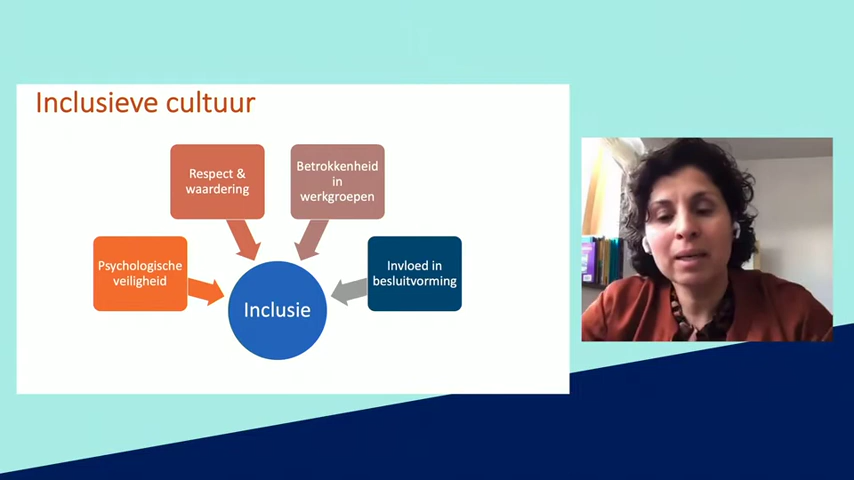 Inclusieve cultuur
Respect &
waardering
Betrokkenheid
in
werkgroepen
Psychologische
veiligheid
Invloed in
besluitvorming
Inclusie